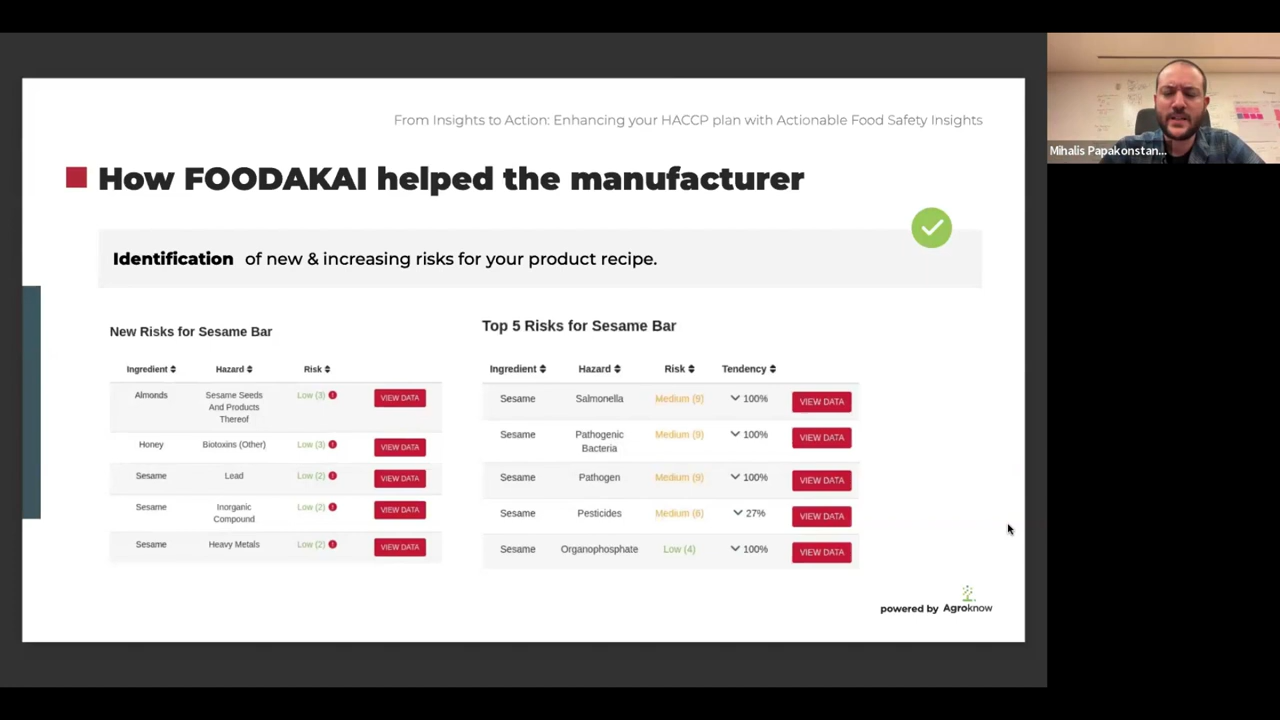 From Insights to Action: Enhancing your HACCP plan with Actionable Food Safety Insights
How FOODAKAI helped the manufacturer
Identification of new & increasing risks for your product recipe.
New Risks for Sesame Bar
Ingredient Hazard Risk
Almonds Sesame Seeds And Products Thereof Low (3) VIEW DATA
Honey Biotoxins (Other) Low (3) VIEW DATA
Sesame Lead Low (2) VIEW DATA
Sesame Inorganic Compound Low (2) VIEW DATA
Sesame Heavy Metals Low (2) VIEW DATA
Top 5 Risks for Sesame Bar
Ingredient Hazard Risk Tendency
Sesame Salmonella Medium (9) 100% VIEW DATA
Sesame Pathogenic Bacteria Medium (9) 100% VIEW DATA
Sesame Pathogen Medium (9) 100% VIEW DATA
Sesame Pesticides Medium 27% VIEW DATA
Sesame Organophosphate Low (4) 100% VIEW DATA
powered by Agroknow
Mihalis Papakonstan...